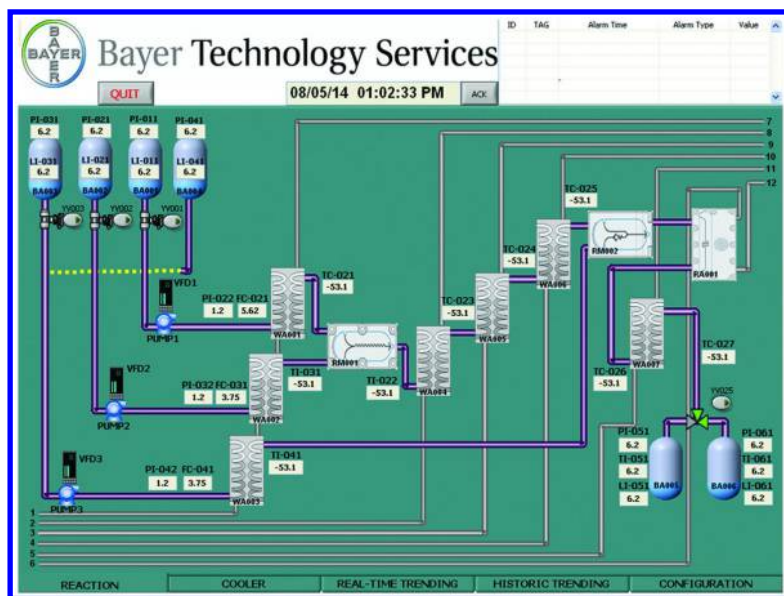 BAYER
BAYER
Bayer Technology Services
ID TAG Alarm Time Alarm Type Value
QUIT
08/05/14 01:02:33 PM
ACK
PI-031 PI-021 PI-011 PI-041
6.2 6.2 6.2 6.2
LI-031 LI-021 LI-011 LI-041
6.2 6.2 6.2 6.2
BA003 BA002 BA001 BA004
YV003 YV002 YV001
7
8
9
10
11
12
TC-025
-53.1
RM002
RA001
TC-024
-53.1
WA006
TC-021
-53.1
VFD1
PI-022 FC-021
1.2 5.62
PUMP1
WA001
TC-023
-53.1
WA005
RM001
TI-022
-53.1
WA004
TC-027
-53.1
WA007
TC-026
-53.1
VFD2
PI-032 FC-031
1.2 3.75
TI-031
-53.1
PUMP2
WA002
YV025
VFD3
PI-042 FC-041
1.2 3.75
TI-041
-53.1
PUMP3
WA003
PI-051
6.2
TI-051
6.2
LI-051
6.2
BA005
PI-061
6.2
TI-061
6.2
LI-061
6.2
BA006
1
2
3
4
5
6
REACTION COOLER REAL-TIME TRENDING HISTORIC TRENDING CONFIGURATION